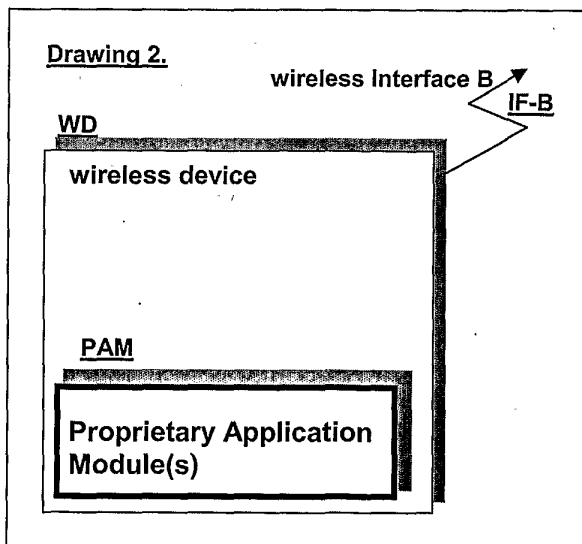 Drawing 2.
wireless Interface B
IF-B
WD
wireless device
PAM
Proprietary Application
Module(s)